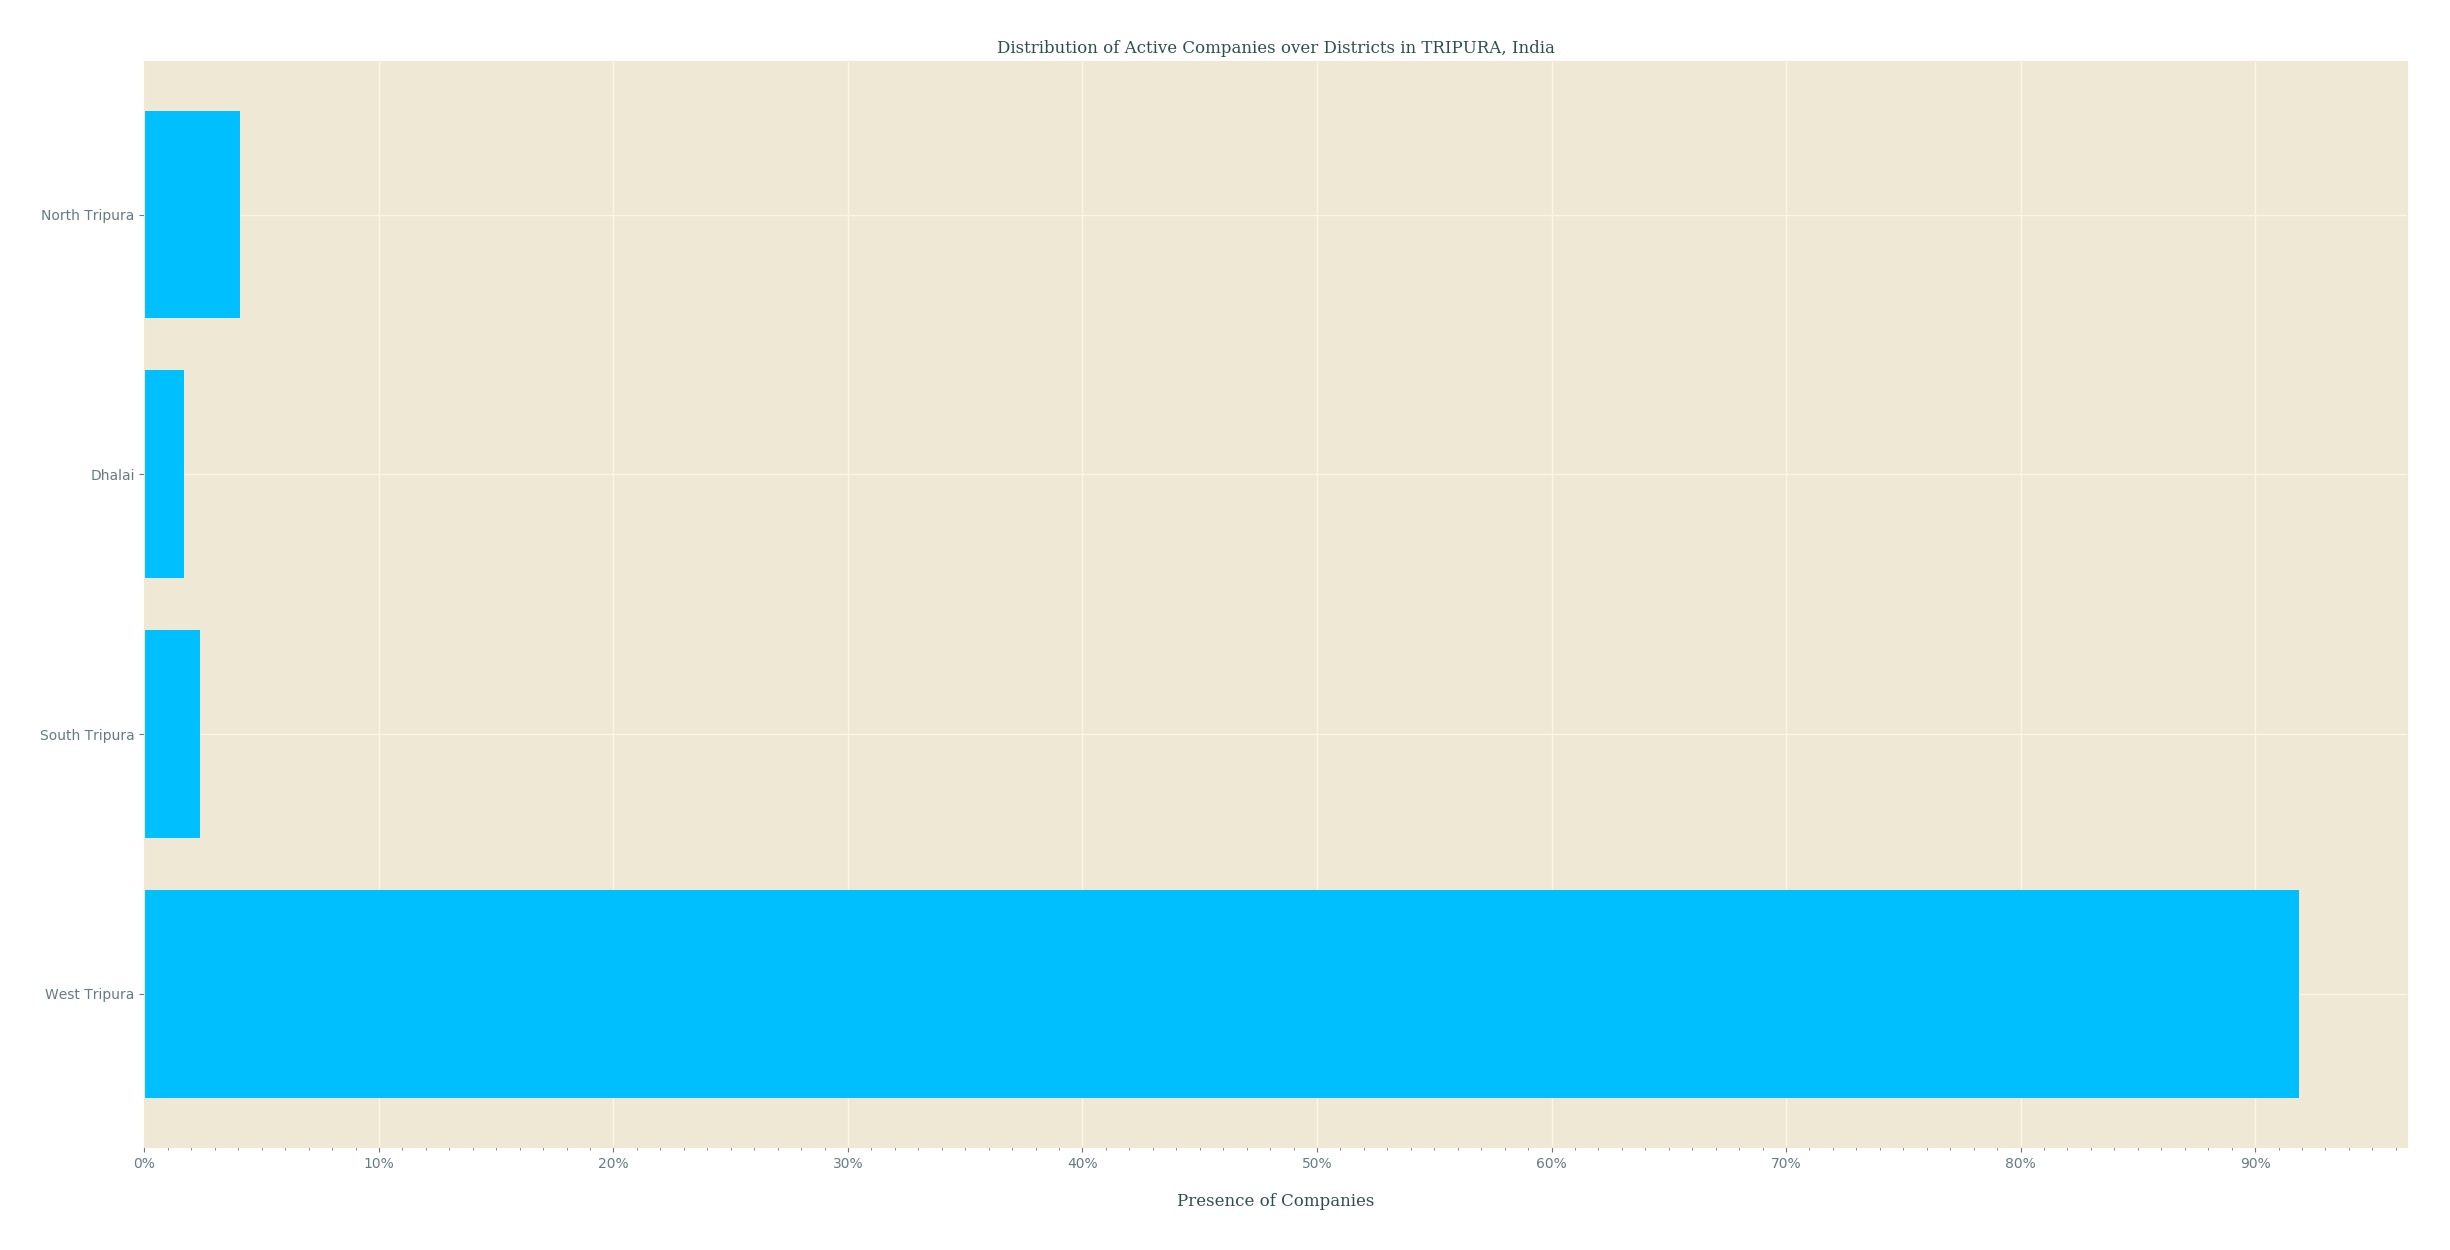 Distribution of Active Companies over Districts in TRIPURA, India
North Tripura
Dhalai
South Tripura
West Tripura
0% 10% 20% 30% 40% 50% 60% 70% 80% 90%
Presence of Companies